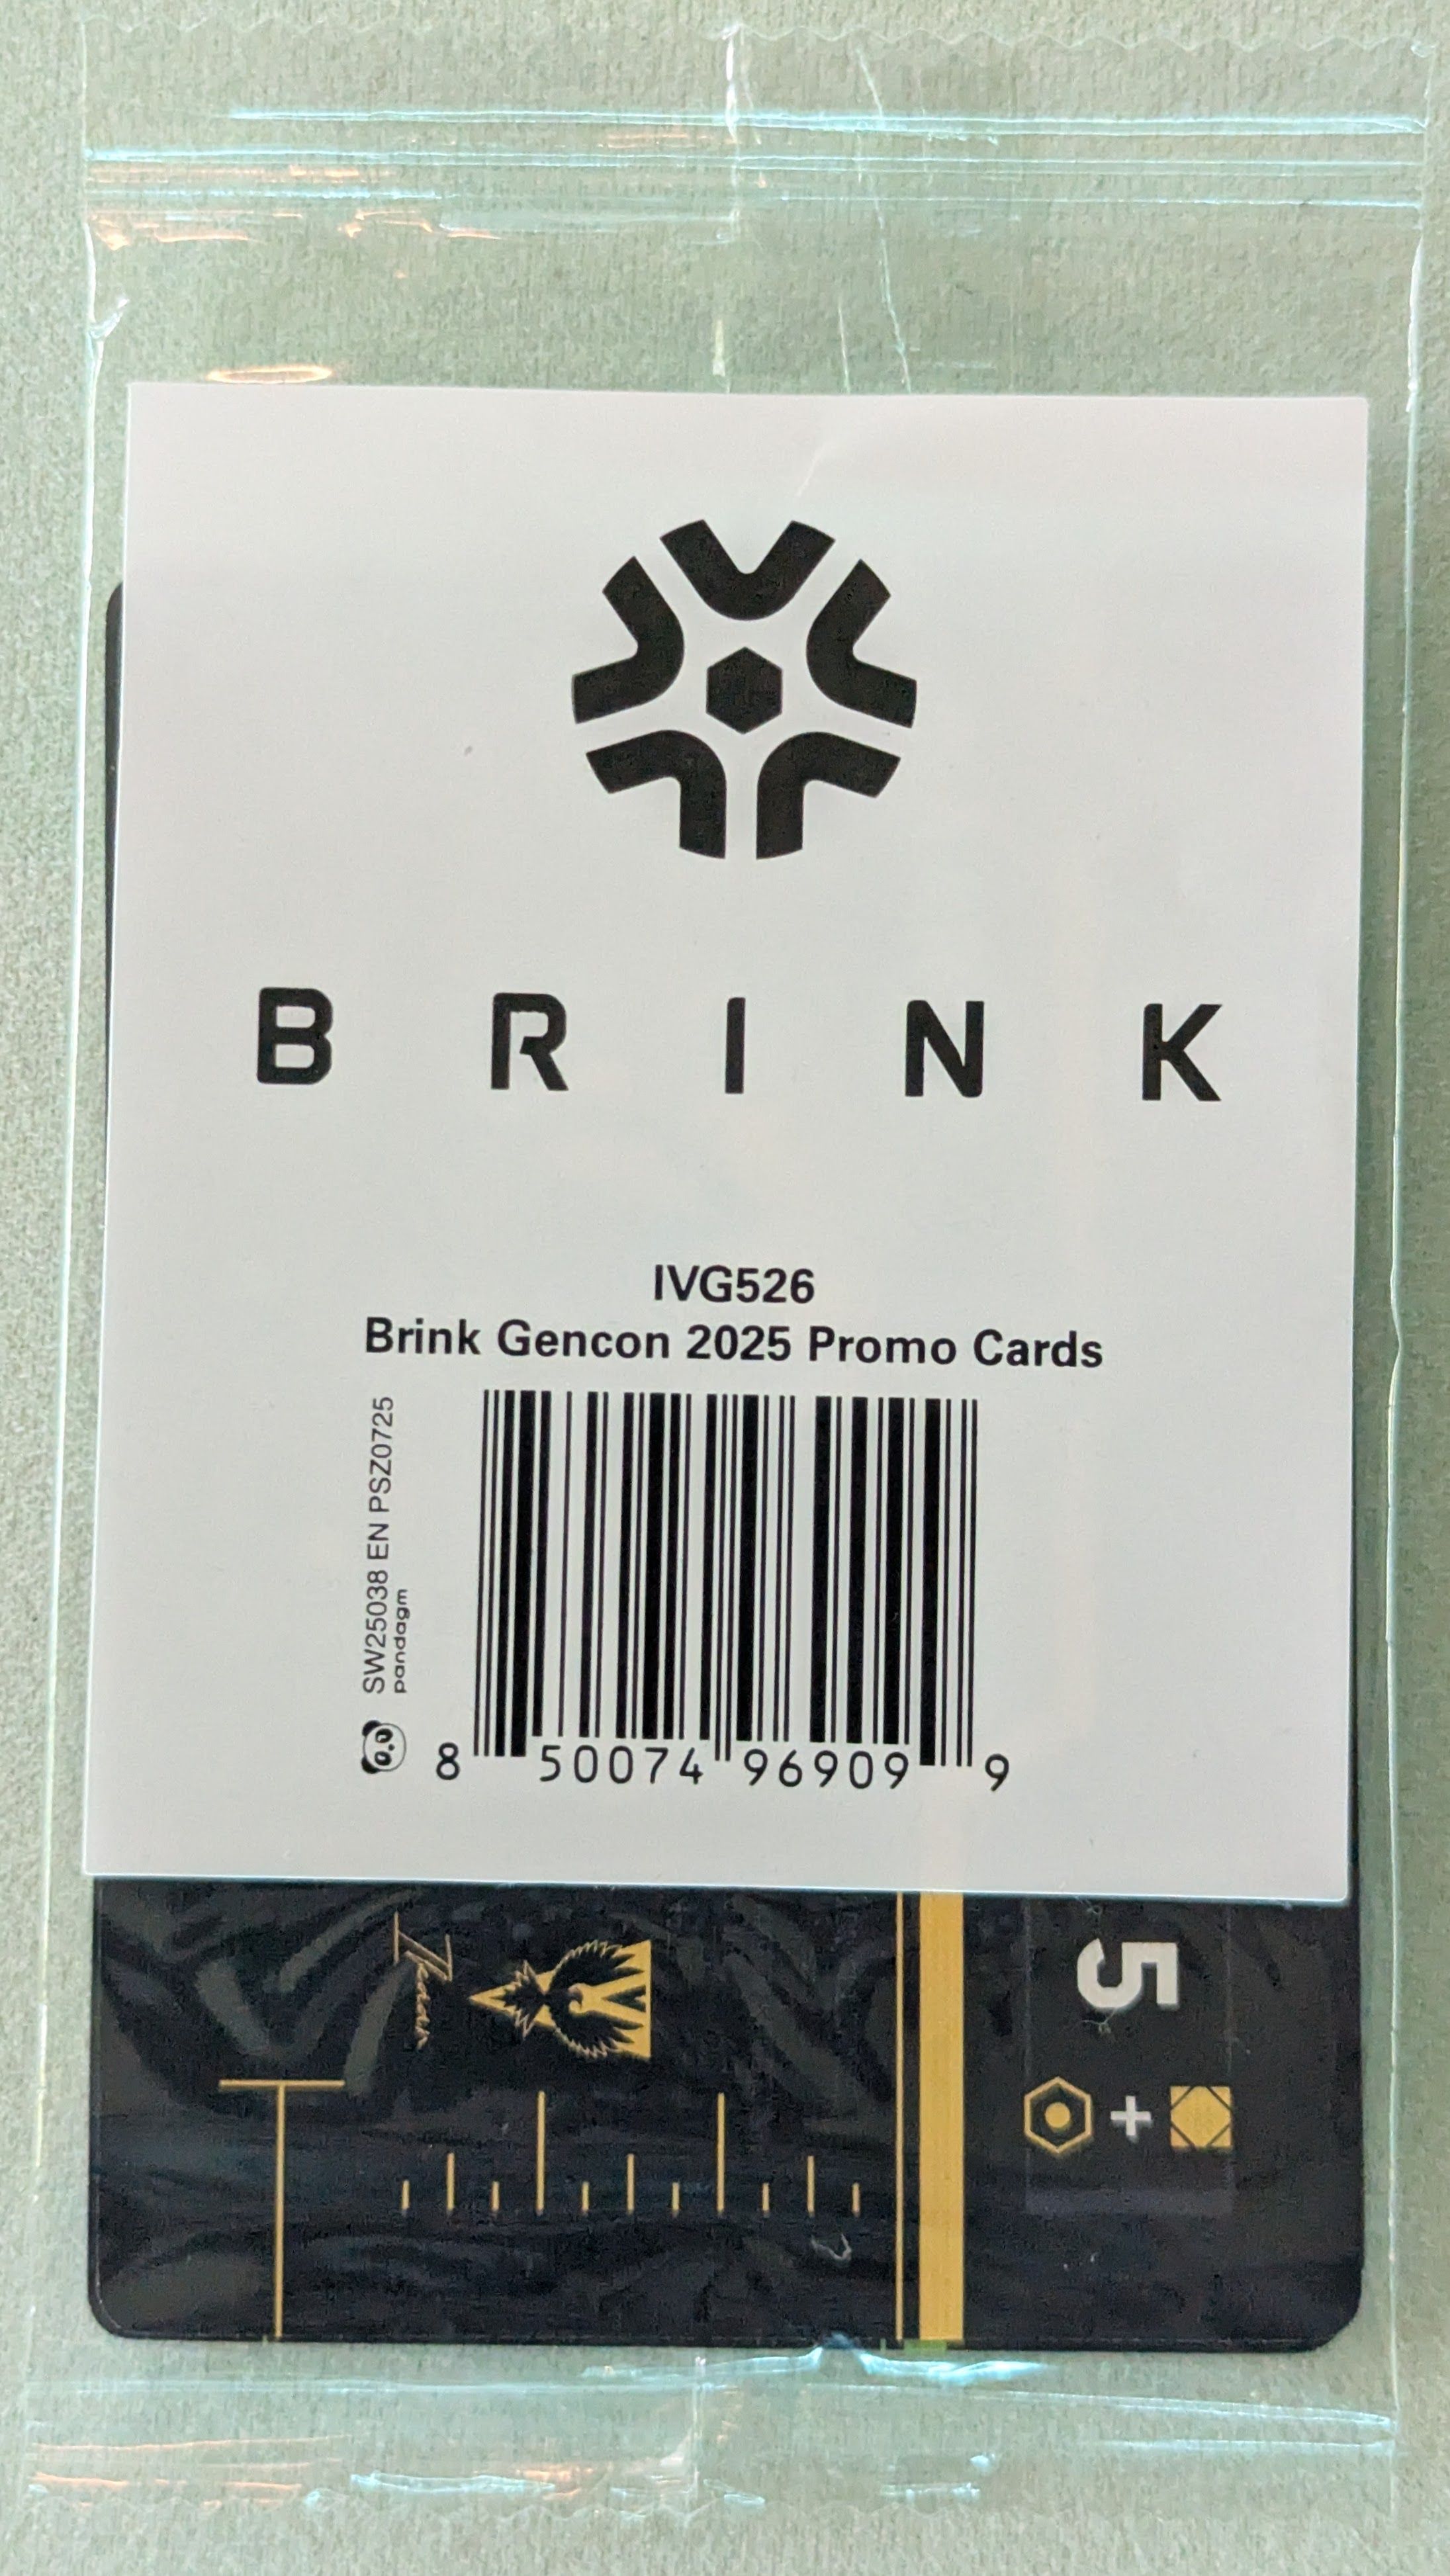 BRINK
IVG526
Brink Gencon 2025 Promo Cards
SW25038 EN PSZ0725
pandagm
8 50074 96909 9
5
+